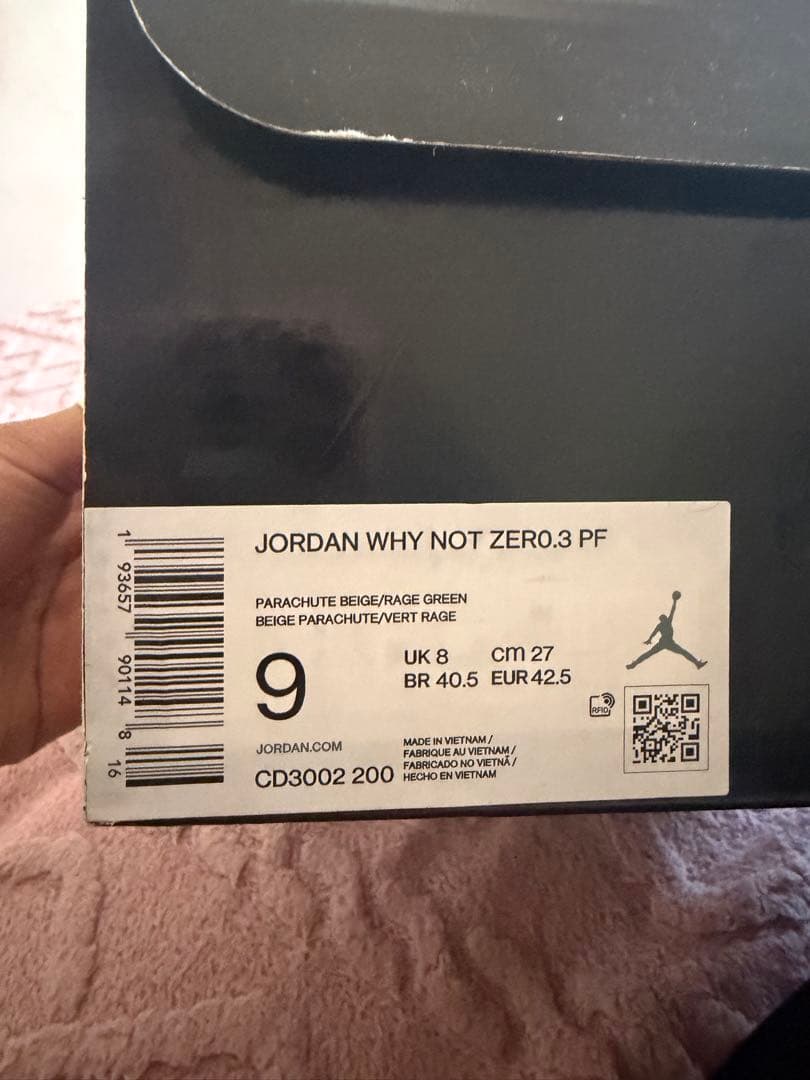 JORDAN WHY NOT ZER0.3 PF
PARACHUTE BEIGE/RAGE GREEN
BEIGE PARACHUTE/VERT RAGE
9
UK 8 cm 27
BR 40.5 EUR 42.5
RFID
JORDAN.COM
CD3002 200
MADE IN VIETNAM /
FABRIQUE AU VIETNAM /
FABRICADO NO VIETNÃ /
HECHO EN VIETNAM
1 93657 90114 8 16